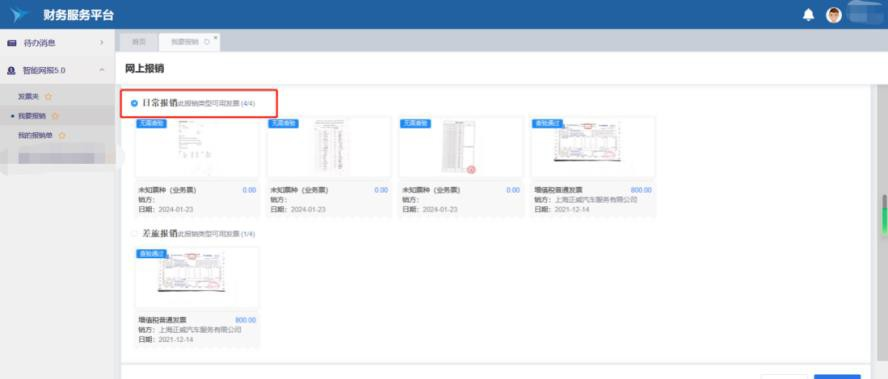 财务服务平台
待办消息
首页
我要报销
智能网报5.0
网上报销
发票夹
我要报销
我的报销单
日常报销此报销类型可用发票 (4/4)
无需查验 无需查验 无需查验 查验通过
未知票种（业务票） 0.00 未知票种（业务票） 0.00 未知票种（业务票） 0.00 增值税普通发票 800.00
销方： 销方： 销方： 销方：上海正威汽车服务有限公司
日期：2024-01-23 日期：2024-01-23 日期：2024-01-23 日期：2021-12-14
差旅报销此报销类型可用发票 (1/4)
查验通过
增值税普通发票 800.00
销方：上海正威汽车服务有限公司
日期：2021-12-14